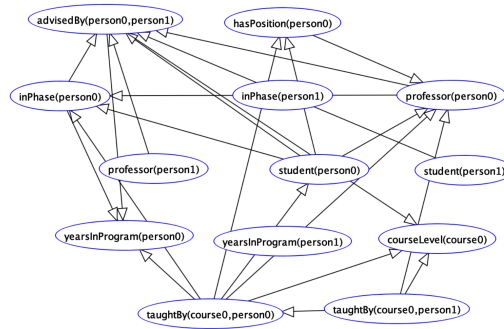 advisedBy(person0,person1)
hasPosition(person0)
inPhase(person0)
inPhase(person1)
professor(person0)
professor(person1)
student(person0)
student(person1)
yearsInProgram(person0)
yearsInProgram(person1)
courseLevel(course0)
taughtBy(course0,person0)
taughtBy(course0,person1)